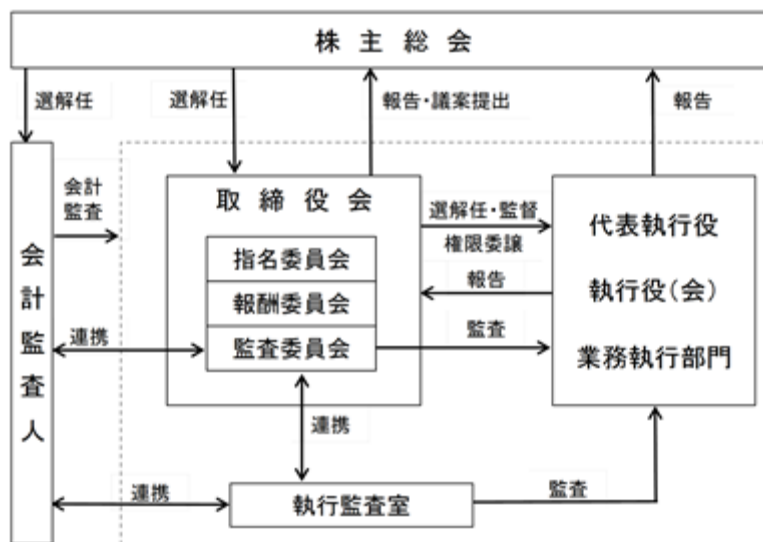 株主総会
選解任
選解任
報告・議案提出
報告
会計
監査
会計監査人
取締役会
指名委員会
報酬委員会
監査委員会
選解任・監督
権限委譲
報告
監査
代表執行役
執行役(会)
業務執行部門
連携
連携
連携
執行監査室
監査